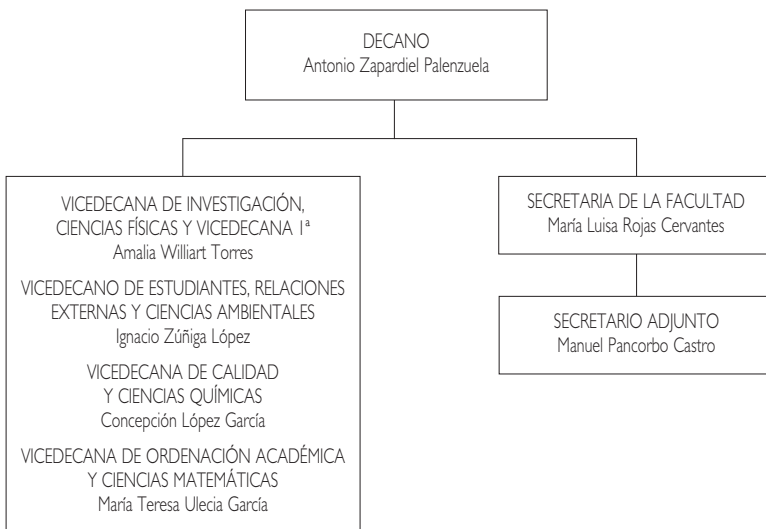 DECANO
Antonio Zapardiel Palenzuela
VICEDECANA DE INVESTIGACIÓN,
CIENCIAS FÍSICAS Y VICEDECANA 1ª
Amalia Williart Torres
VICEDECANO DE ESTUDIANTES, RELACIONES
EXTERNAS Y CIENCIAS AMBIENTALES
Ignacio Zúñiga López
VICEDECANA DE CALIDAD
Y CIENCIAS QUÍMICAS
Concepción López García
VICEDECANA DE ORDENACIÓN ACADÉMICA
Y CIENCIAS MATEMÁTICAS
María Teresa Ulecia García
SECRETARIA DE LA FACULTAD
María Luisa Rojas Cervantes
SECRETARIO ADJUNTO
Manuel Pancorbo Castro